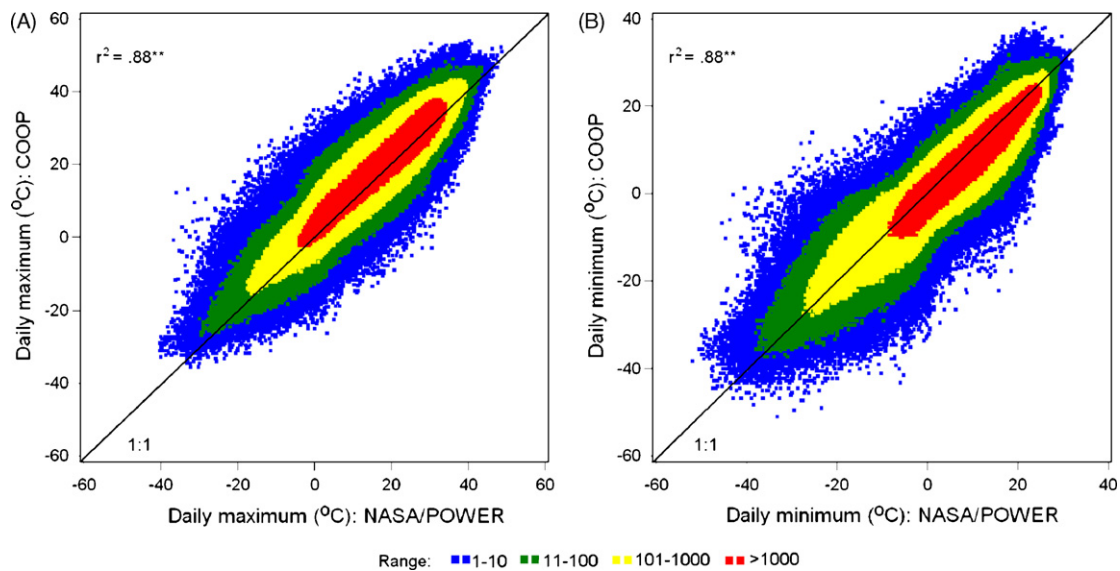 (A)
r² = .88**
60
40
20
0
-20
-40
-60
Daily maximum (°C): COOP
1:1
-60 -40 -20 0 20 40 60
Daily maximum (°C): NASA/POWER
(B)
r² = .88**
40
20
0
-20
-40
-60
Daily minimum (°C): COOP
1:1
-60 -40 -20 0 20 40
Daily minimum (°C): NASA/POWER
Range: 1-10 11-100 101-1000 >1000